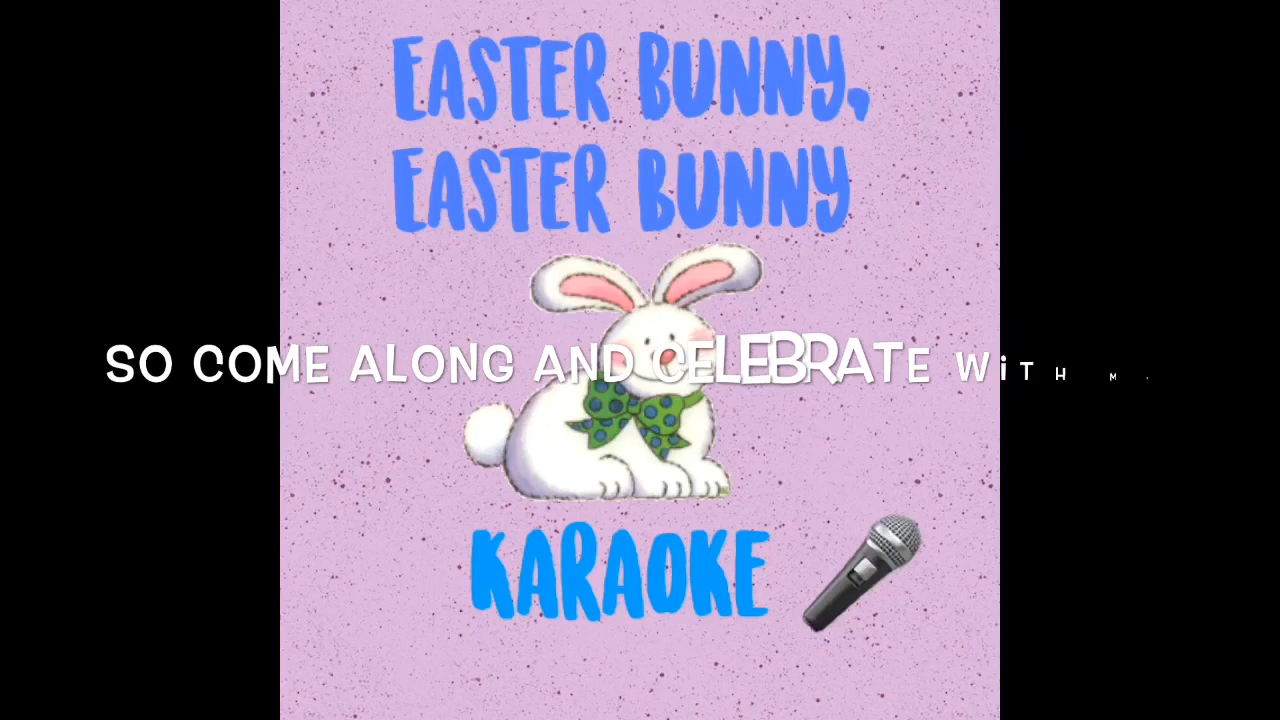 EASTER BUNNY,
EASTER BUNNY
SO COME ALONG AND CELEBRATE WiTH M
KARAOKE